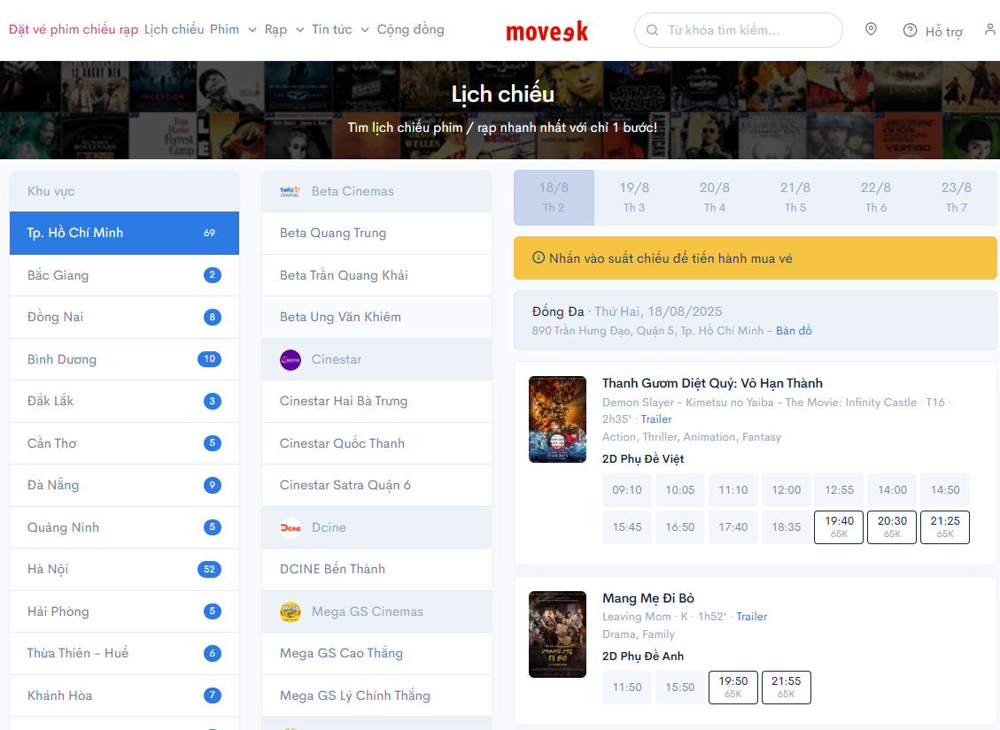 Đặt vé phim chiếu rạp Lịch chiếu Phim Rạp Tin tức Cộng đồng
moveek
Từ khóa tìm kiếm...
Hỗ trợ
Lịch chiếu
Tìm lịch chiếu phim / rạp nhanh nhất với chỉ 1 bước!
Khu vực
Tp. Hồ Chí Minh 69
Bắc Giang 2
Đồng Nai 8
Bình Dương 10
Đắk Lắk 3
Cần Thơ 5
Đà Nẵng 9
Quảng Ninh 5
Hà Nội 52
Hải Phòng 5
Thừa Thiên - Huế 6
Khánh Hòa 7
Beta Cinemas
Beta Quang Trung
Beta Trần Quang Khải
Beta Ung Văn Khiêm
Cinestar
Cinestar Hai Bà Trưng
Cinestar Quốc Thanh
Cinestar Satra Quận 6
Dcine
DCINE Bến Thành
Mega GS Cinemas
Mega GS Cao Thắng
Mega GS Lý Chính Thắng
18/8 19/8 20/8 21/8 22/8 23/8
Th 2 Th 3 Th 4 Th 5 Th 6 Th 7
Nhấn vào suất chiếu để tiến hành mua vé
Đống Đa · Thứ Hai, 18/08/2025
890 Trần Hưng Đạo, Quận 5, Tp. Hồ Chí Minh - Bản đồ
Thanh Gươm Diệt Quỷ: Vô Hạn Thành
Demon Slayer - Kimetsu no Yaiba - The Movie: Infinity Castle · T16 ·
2h35' · Trailer
Action, Thriller, Animation, Fantasy
2D Phụ Đề Việt
09:10 10:05 11:10 12:00 12:55 14:00 14:50
15:45 16:50 17:40 18:35 19:40 20:30 21:25
65K 65K 65K
Mang Mẹ Đi Bỏ
Leaving Mom · K · 1h52' · Trailer
Drama, Family
2D Phụ Đề Anh
11:50 15:50 19:50 21:55
65K 65K